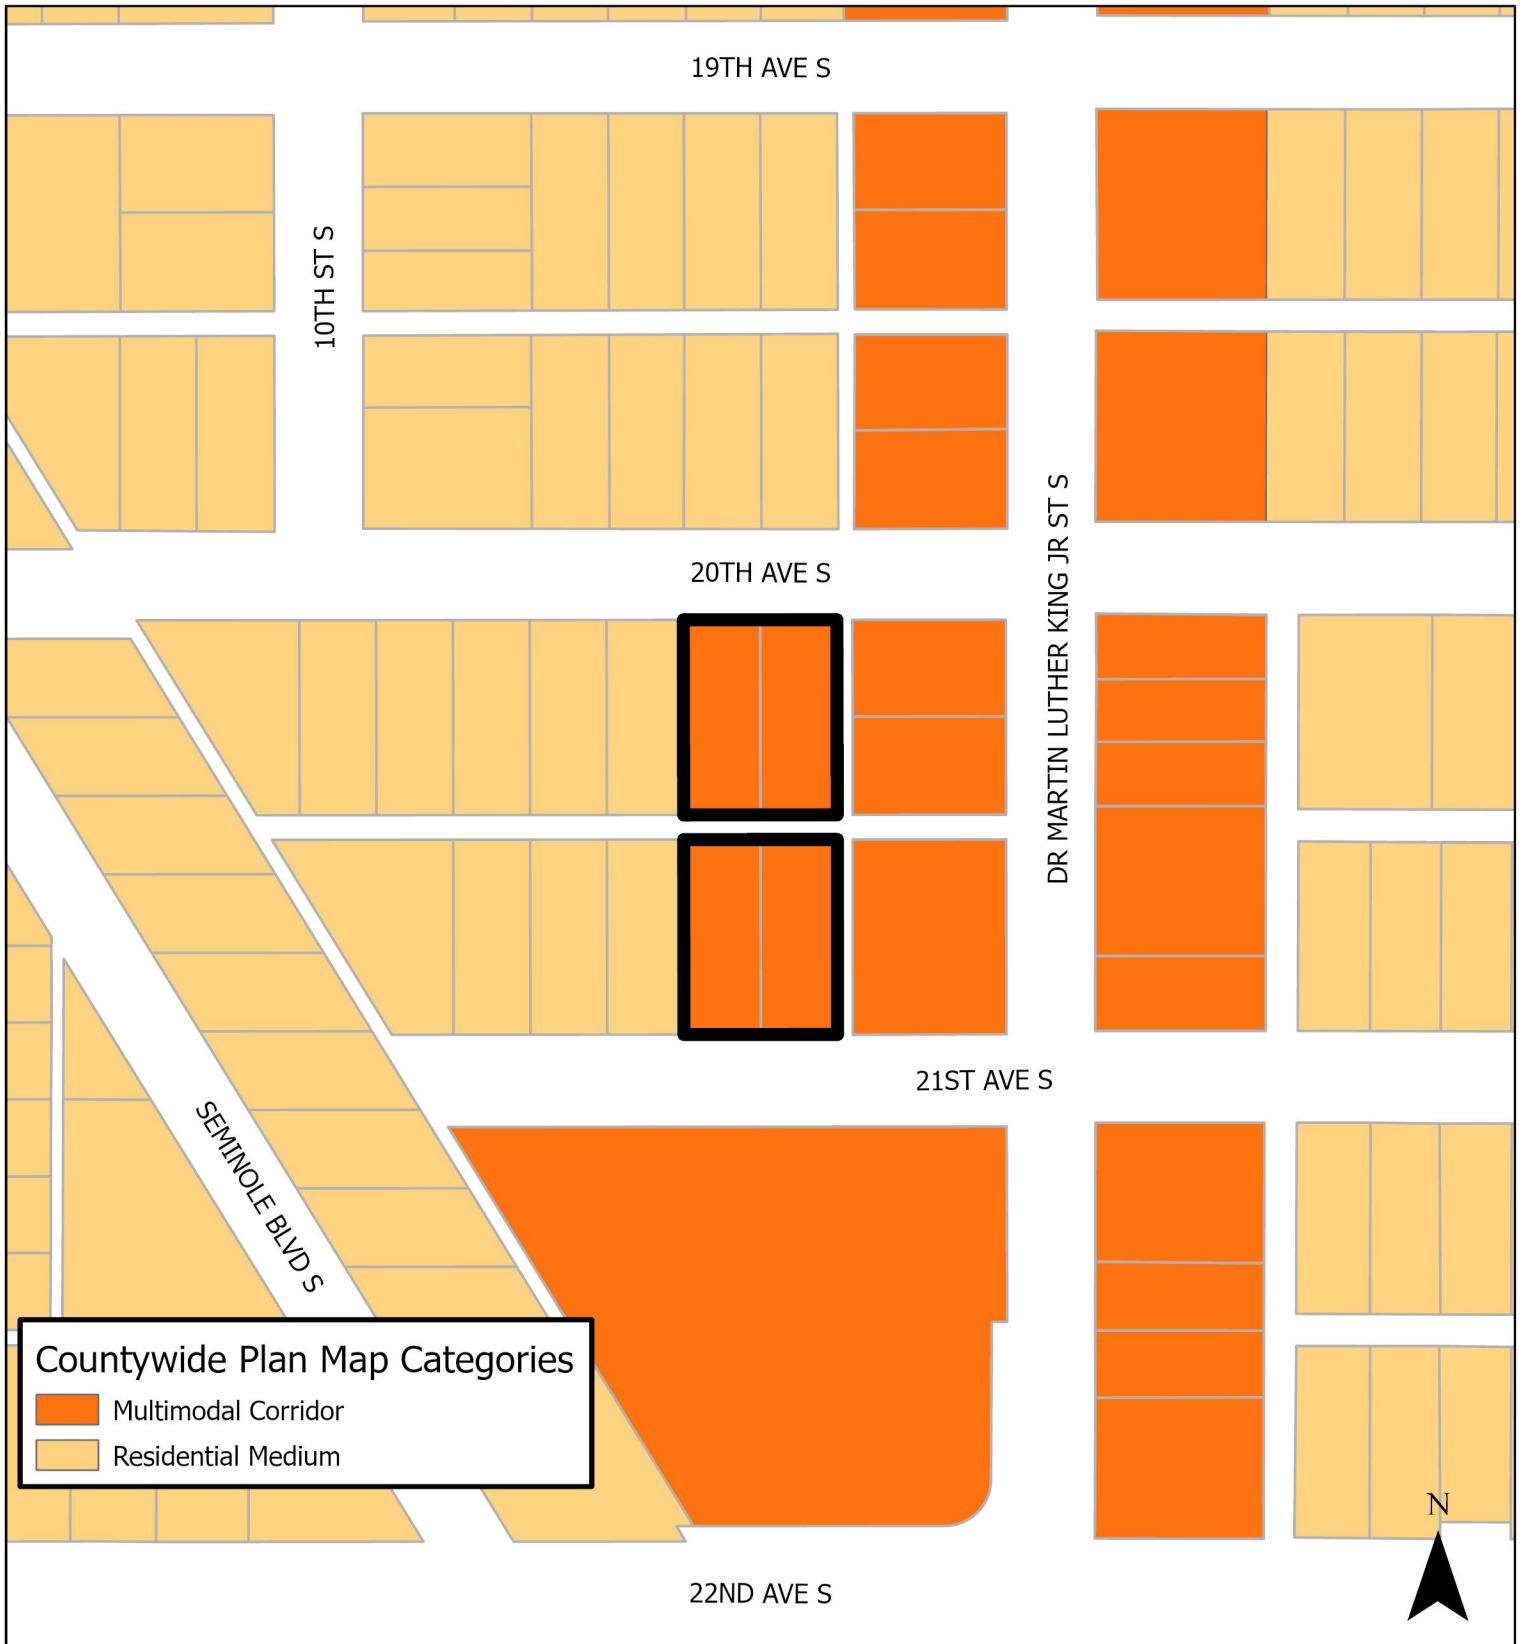 19TH AVE S
10TH ST S
DR MARTIN LUTHER KING JR ST S
20TH AVE S
21ST AVE S
SEMINOLE BLVD S
Countywide Plan Map Categories
Multimodal Corridor
Residential Medium
N
22ND AVE S